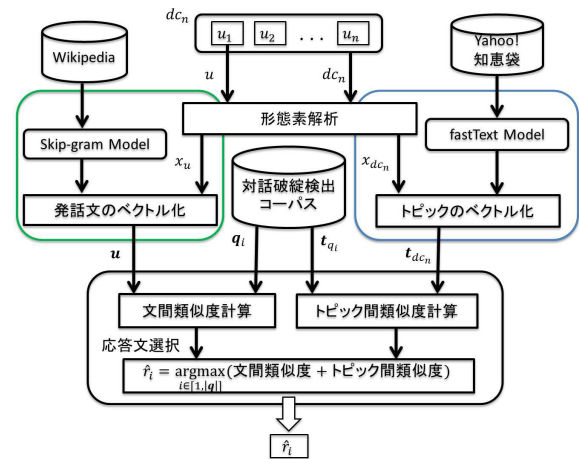 dc_n
u_1 u_2 . . . u_n
Wikipedia
Yahoo!
知恵袋
u
dc_n
形態素解析
Skip-gram Model
fastText Model
x_u
x_{dc_n}
対話破綻検出
コーパス
発話文のベクトル化
トピックのベクトル化
u
q_i
t_{q_i}
t_{dc_n}
文間類似度計算
トピック間類似度計算
応答文選択
r̂_i = argmax(文間類似度 + トピック間類似度)
i∈[1,|q|]
r̂_i